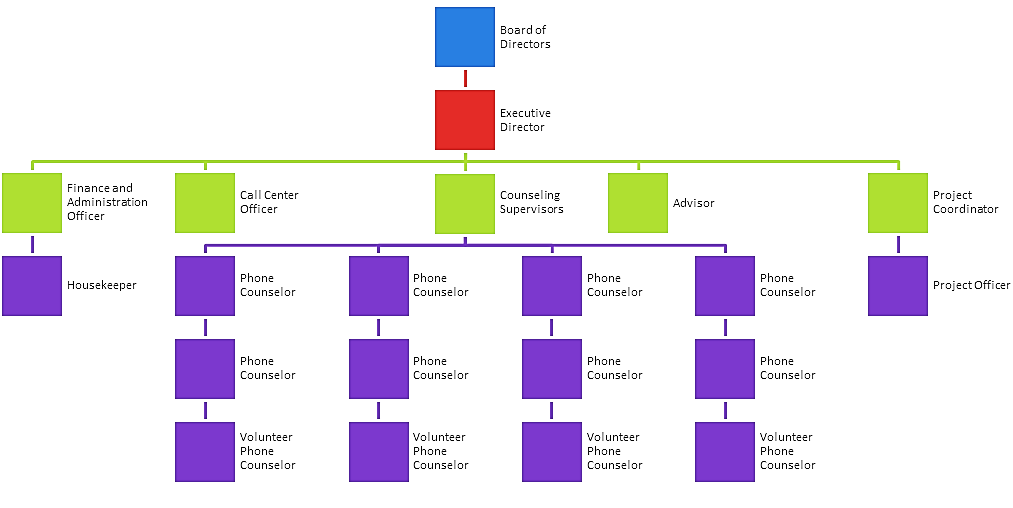 Board of
Directors
Executive
Director
Finance and
Administration
Officer
Call Center
Officer
Counseling
Supervisors
Advisor
Project
Coordinator
Housekeeper
Phone
Counselor
Phone
Counselor
Phone
Counselor
Phone
Counselor
Project Officer
Phone
Counselor
Phone
Counselor
Phone
Counselor
Phone
Counselor
Volunteer
Phone
Counselor
Volunteer
Phone
Counselor
Volunteer
Phone
Counselor
Volunteer
Phone
Counselor